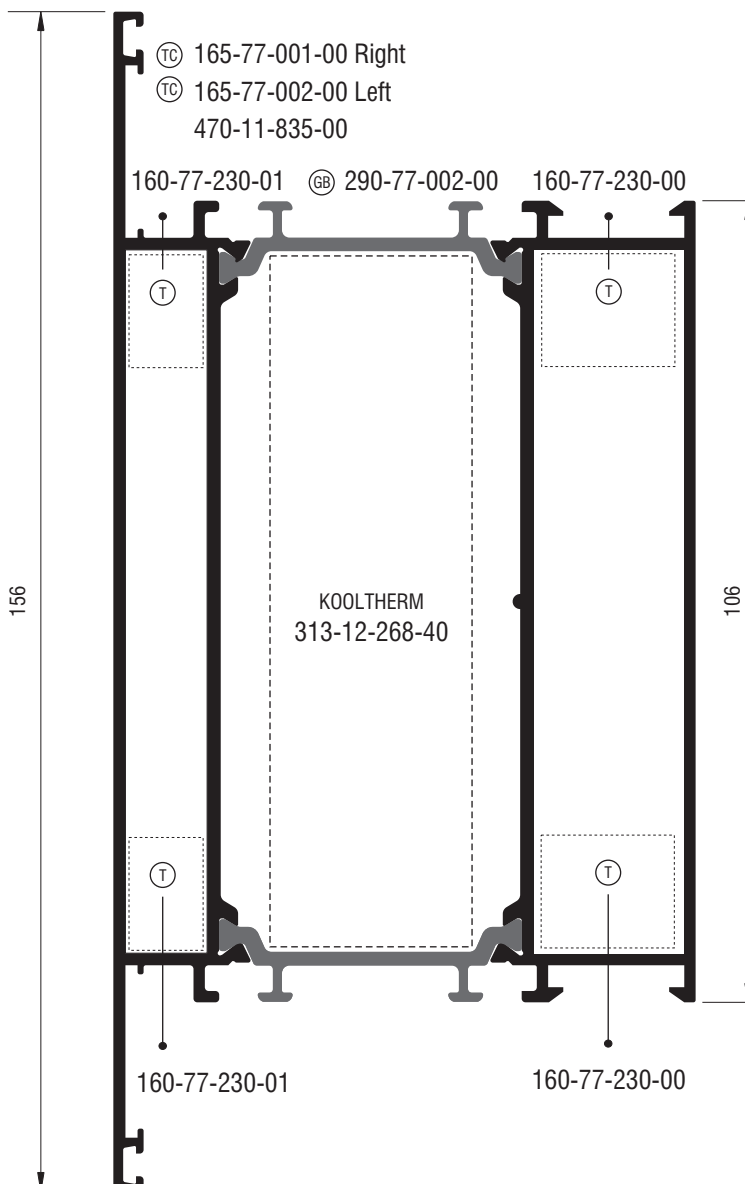 TC 165-77-001-00 Right
TC 165-77-002-00 Left
470-11-835-00
160-77-230-01 GB 290-77-002-00 160-77-230-00
T T
156
KOOLTHERM
313-12-268-40
106
T T
160-77-230-01 160-77-230-00